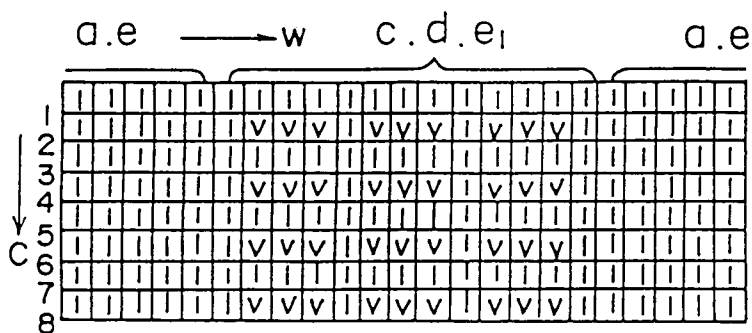 a.e → w c.d.e₁ a.e
1 | | | | | | | | | | | | | | | | | | | | | | |
2 | | | | | | v v v | v v v | v v v | | | | | |
3 | | | | | | | | | | | | | | | | | | | | | | |
4 | | | | | | v v v | v v v | v v v | | | | | |
5 | | | | | | | | | | | | | | | | | | | | | | |
C 6 | | | | | | v v v | v v v | v v v | | | | | |
7 | | | | | | | | | | | | | | | | | | | | | | |
8 | | | | | | v v v | v v v | v v v | | | | | |